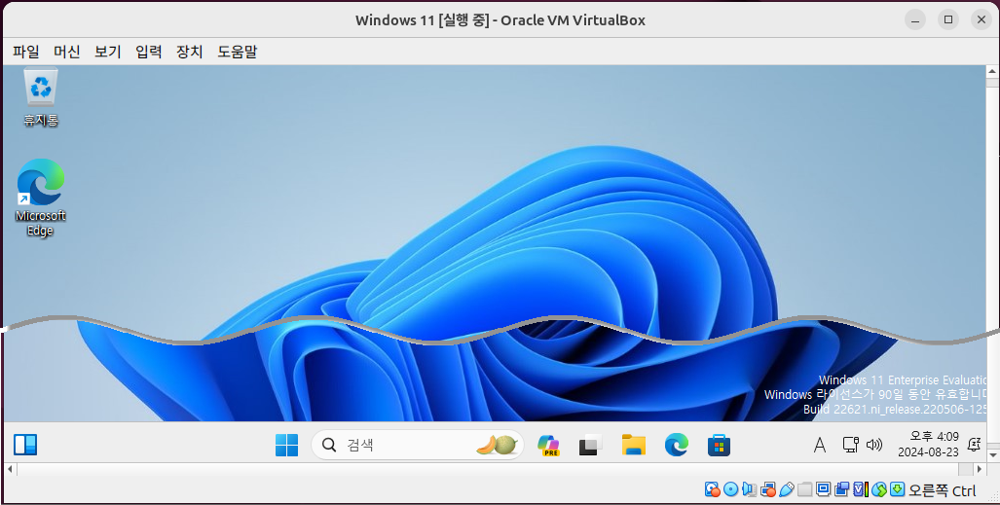 Windows 11 [실행 중] - Oracle VM VirtualBox
파일 머신 보기 입력 장치 도움말
휴지통
Microsoft
Edge
Windows 11 Enterprise Evaluatio
Windows 라이선스가 90일 동안 유효합니다
Build 22621.ni_release.220506-125
검색
PRE
A
오후 4:09
2024-08-23
오른쪽 Ctrl